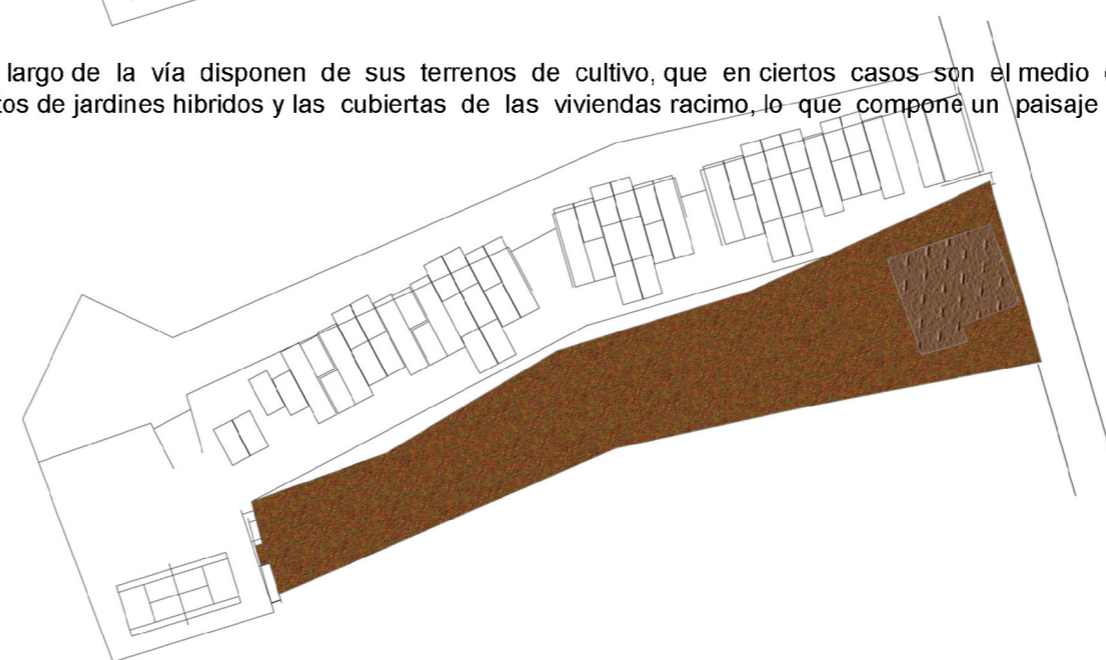 largo de la vía disponen de sus terrenos de cultivo, que en ciertos casos son el medio
de jardines hibridos y las cubiertas de las viviendas racimo, lo que compone un paisaje